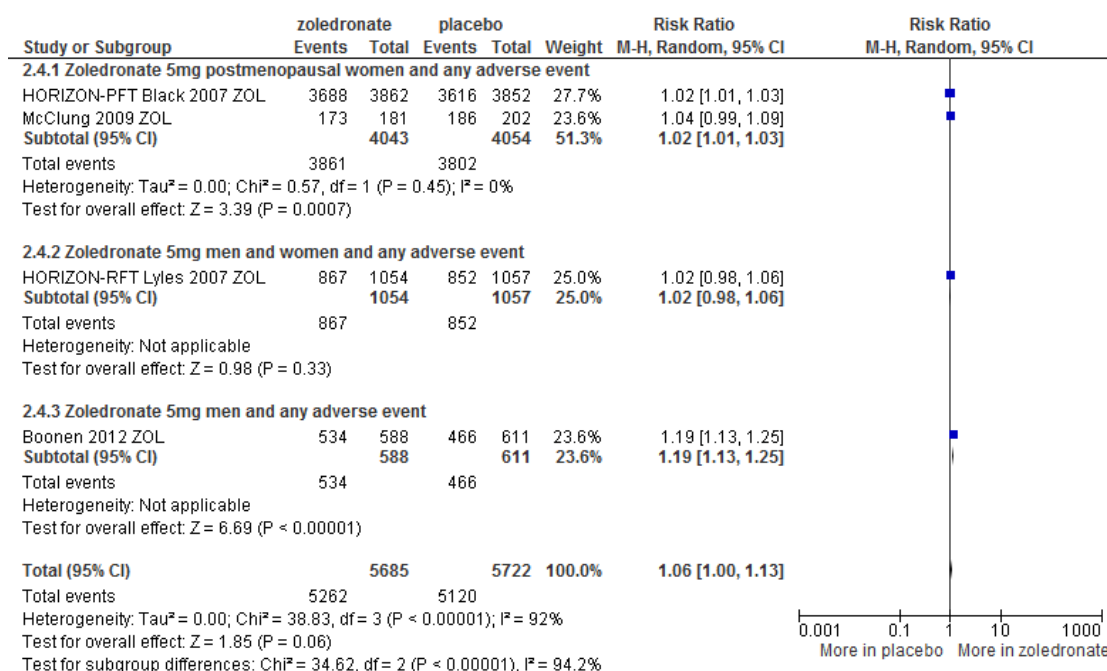 zoledronate placebo Risk Ratio Risk Ratio
Study or Subgroup Events Total Events Total Weight M-H, Random, 95% CI M-H, Random, 95% CI
2.4.1 Zoledronate 5mg postmenopausal women and any adverse event
HORIZON-PFT Black 2007 ZOL 3688 3862 3616 3852 27.7% 1.02 [1.01, 1.03]
McClung 2009 ZOL 173 181 186 202 23.6% 1.04 [0.99, 1.09]
Subtotal (95% CI) 4043 4054 51.3% 1.02 [1.01, 1.03]
Total events 3861 3802
Heterogeneity: Tau² = 0.00; Chi² = 0.57, df = 1 (P = 0.45); I² = 0%
Test for overall effect: Z = 3.39 (P = 0.0007)
2.4.2 Zoledronate 5mg men and women and any adverse event
HORIZON-RFT Lyles 2007 ZOL 867 1054 852 1057 25.0% 1.02 [0.98, 1.06]
Subtotal (95% CI) 1054 1057 25.0% 1.02 [0.98, 1.06]
Total events 867 852
Heterogeneity: Not applicable
Test for overall effect: Z = 0.98 (P = 0.33)
2.4.3 Zoledronate 5mg men and any adverse event
Boonen 2012 ZOL 534 588 466 611 23.6% 1.19 [1.13, 1.25]
Subtotal (95% CI) 588 611 23.6% 1.19 [1.13, 1.25]
Total events 534 466
Heterogeneity: Not applicable
Test for overall effect: Z = 6.69 (P < 0.00001)
Total (95% CI) 5685 5722 100.0% 1.06 [1.00, 1.13]
Total events 5262 5120
Heterogeneity: Tau² = 0.00; Chi² = 38.83, df = 3 (P < 0.00001); I² = 92%
Test for overall effect: Z = 1.85 (P = 0.06)
Test for subgroup differences: Chi² = 34.62, df = 2 (P < 0.00001), I² = 94.2%
0.001 0.1 1 10 1000
More in placebo More in zoledronate